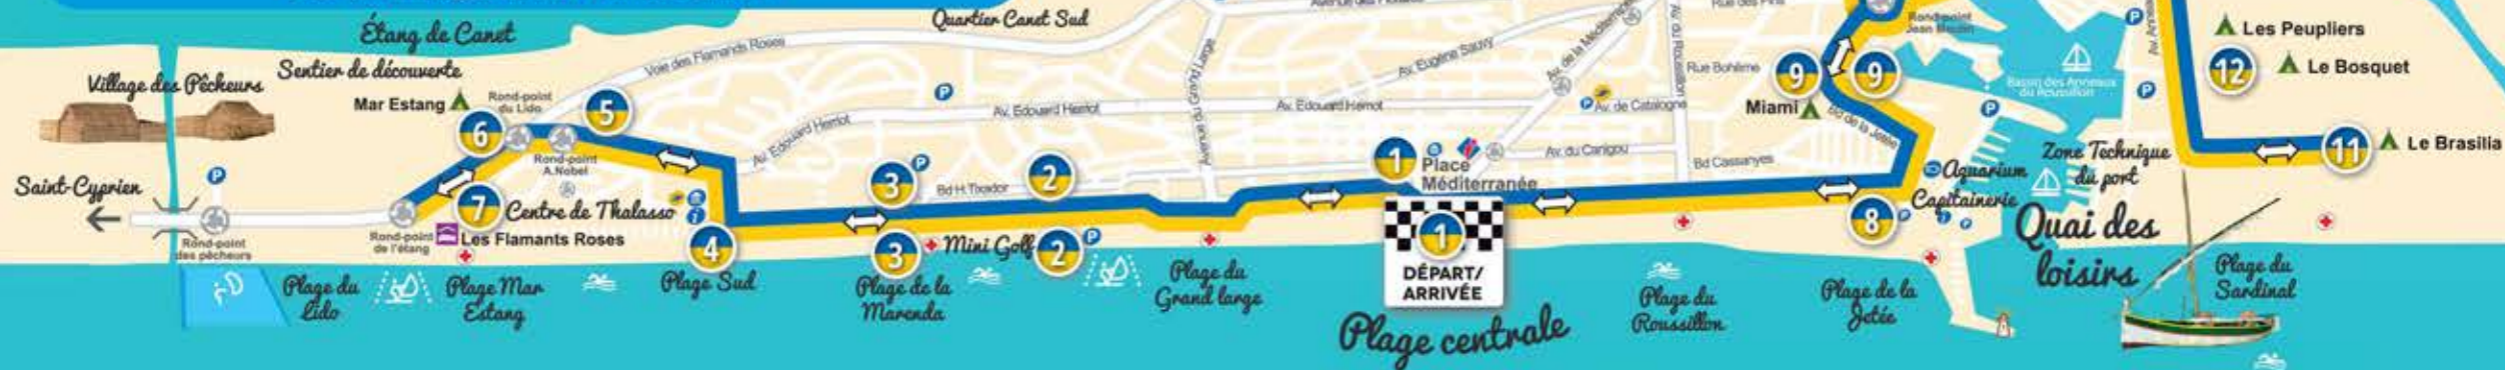 Étang de Canet
Quartier Canet Sud
Village des Pêcheurs
Sentier de découverte
Mar Estang
Rond-point
du Lido
6
5
Voie des Flamands Roses
Av. Edouard Herriot
Av. Edouard Herriot
Av. Edouard Herriot
Avenue du Grand Large
Av. Eugène Sauvy
Av. de la Méditerranée
Av. du Roussillon
Rue des Pins
Rue Bohême
P Av. de Catalogne
Av. du Canigou
Bd Cassanyes
Rond-point
Jean Moulin
9
9
Miami
Bd de la Jetée
Bassin des Anneaux
du Roussillon
Les Peupliers
12
Le Bosquet
11
Le Brasilia
Saint-Cyprien
Rond-point
des pêcheurs
Rond-point
A.Nobel
Rond-point
de l'étang
7
Centre de Thalasso
Les Flamants Roses
4
Plage Sud
3
Bd H.Tixador
2
3
Mini Golf
2
1
Place
Méditerranée
1
DÉPART/
ARRIVÉE
8
Aquarium
Capitainerie
Zone Technique
du port
Quai des
loisirs
Plage du
Lido
Plage Mar
Estang
Plage de la
Marenda
Plage du
Grand large
Plage centrale
Plage du
Roussillon
Plage de la
Jetée
Plage du
Sardinal